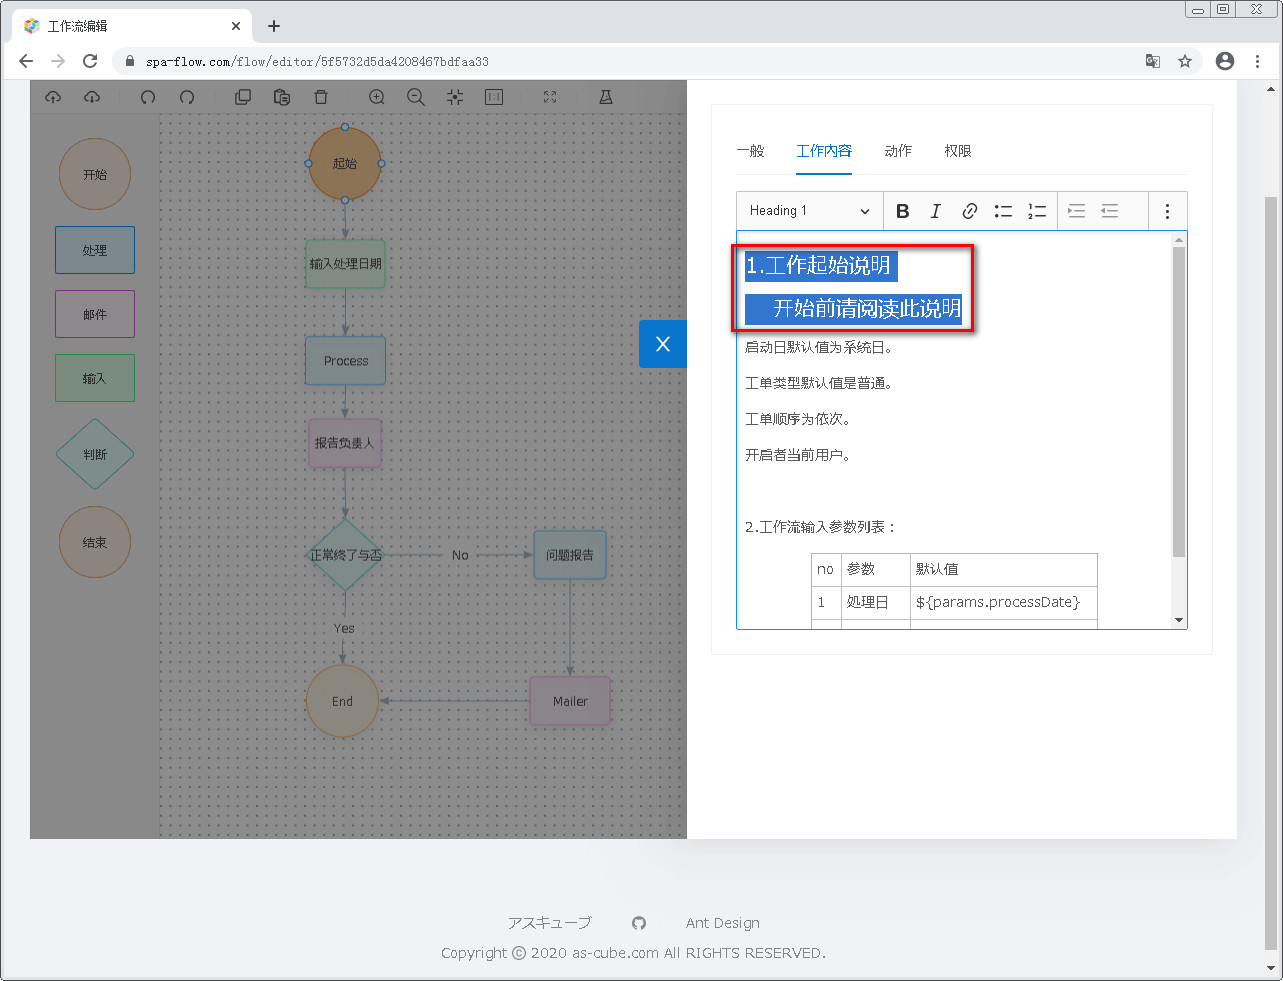 工作流编辑
spa-flow.com/flow/editor/5f5732d5da4208467bdfaa33
开始
处理
邮件
输入
判断
结束
起始
输入处理日期
Process
报告负责人
正常终了与否
No
问题报告
Yes
End
Mailer
一般
工作内容
动作
权限
Heading 1
1.工作起始说明
开始前请阅读此说明
启动日默认值为系统日。
工单类型默认值是普通。
工单顺序为依次。
开启者当前用户。
2.工作流输入参数列表：
no 参数 默认值
1 处理日 ${params.processDate}
アスキューブ
Ant Design
Copyright © 2020 as-cube.com All RIGHTS RESERVED.